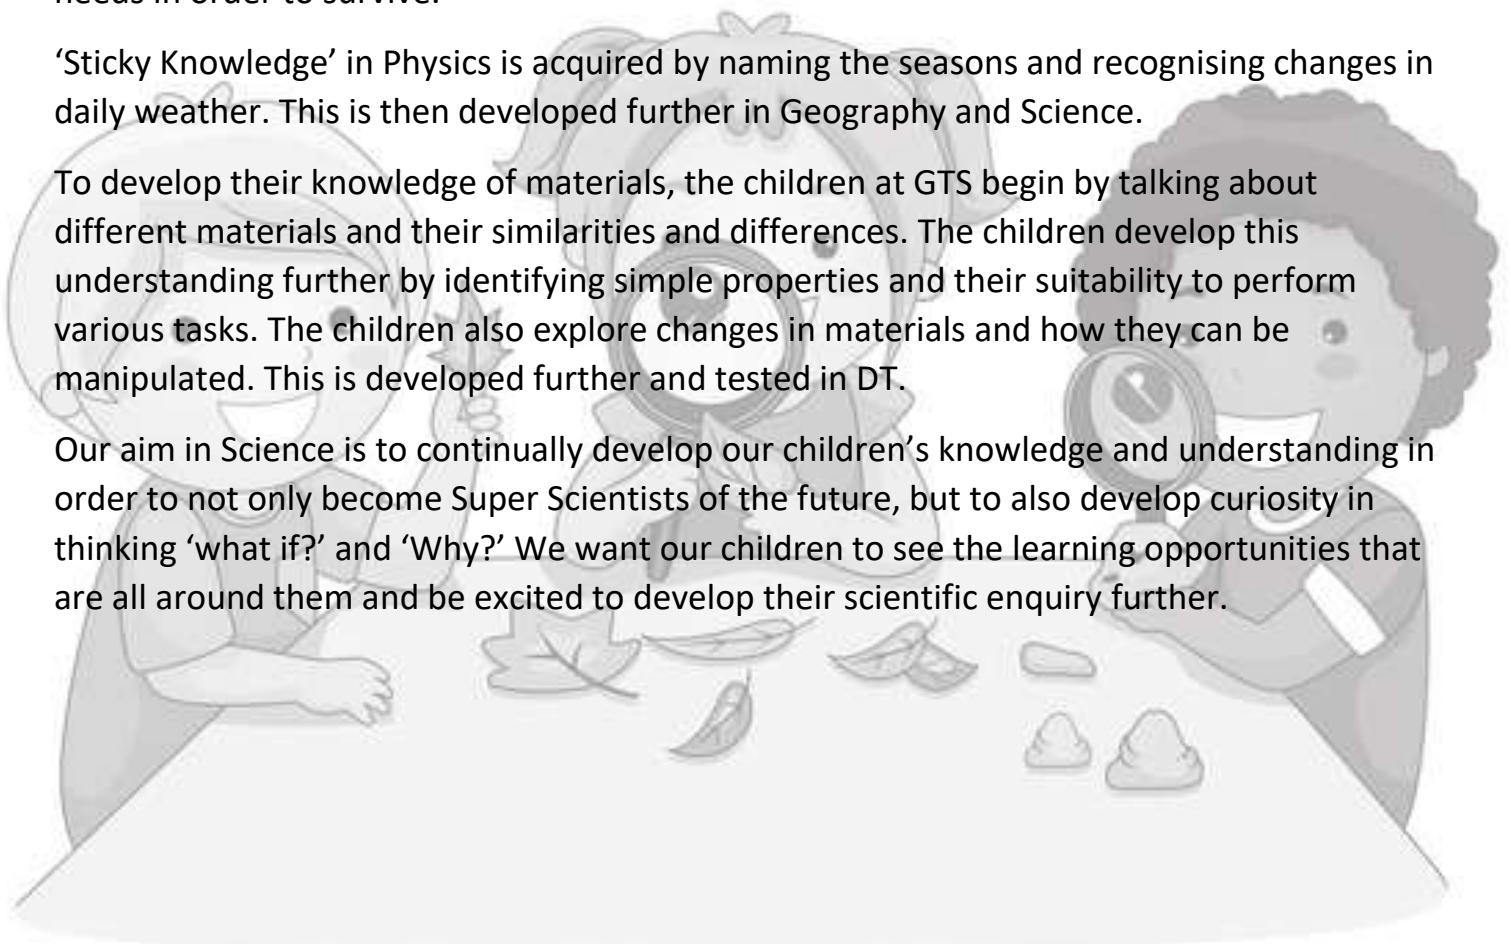 needs in order to survive.
‘Sticky Knowledge’ in Physics is acquired by naming the seasons and recognising changes in
daily weather. This is then developed further in Geography and Science.
To develop their knowledge of materials, the children at GTS begin by talking about
different materials and their similarities and differences. The children develop this
understanding further by identifying simple properties and their suitability to perform
various tasks. The children also explore changes in materials and how they can be
manipulated. This is developed further and tested in DT.
Our aim in Science is to continually develop our children’s knowledge and understanding in
order to not only become Super Scientists of the future, but to also develop curiosity in
thinking ‘what if?’ and ‘Why?’ We want our children to see the learning opportunities that
are all around them and be excited to develop their scientific enquiry further.